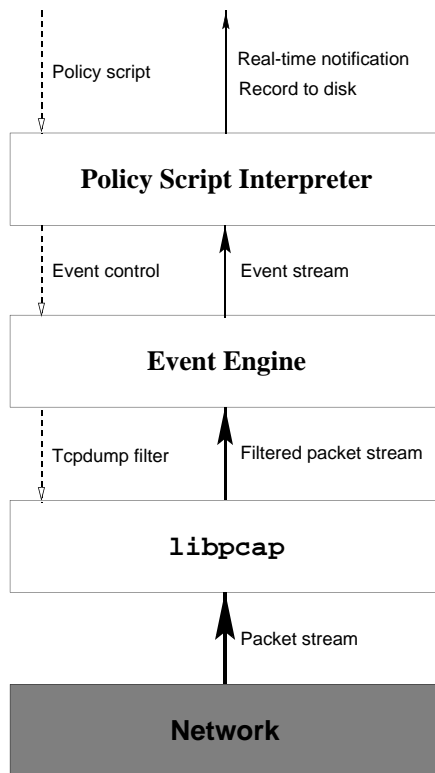 Policy script
Real-time notification
Record to disk
Policy Script Interpreter
Event control
Event stream
Event Engine
Tcpdump filter
Filtered packet stream
libpcap
Packet stream
Network